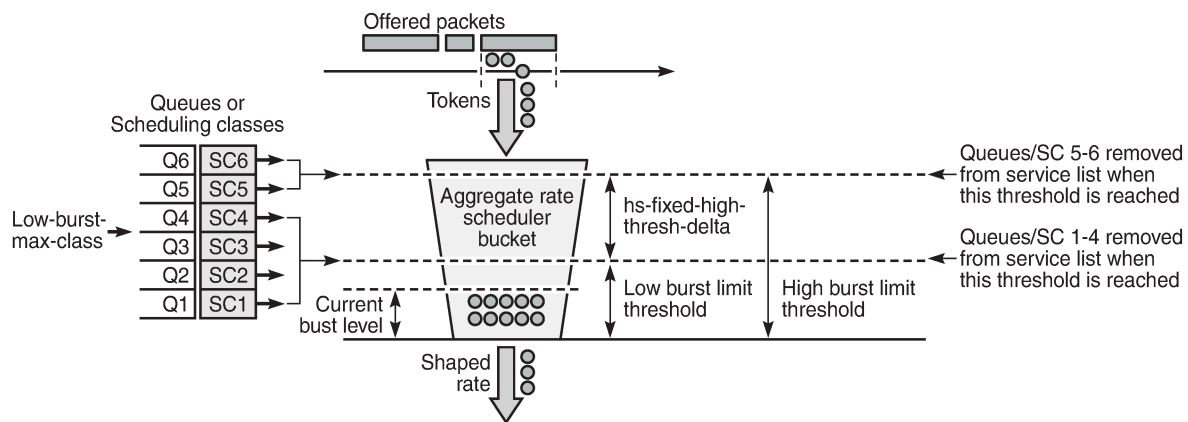 Offered packets
Tokens
Queues or
Scheduling classes
Q6 SC6
Q5 SC5
Q4 SC4
Q3 SC3
Q2 SC2
Q1 SC1
Low-burst-
max-class
Aggregate rate
scheduler
bucket
hs-fixed-high-
thresh-delta
Queues/SC 5-6 removed
from service list when
this threshold is reached
Queues/SC 1-4 removed
from service list when
this threshold is reached
Current
bust level
Low burst limit
threshold
High burst limit
threshold
Shaped
rate